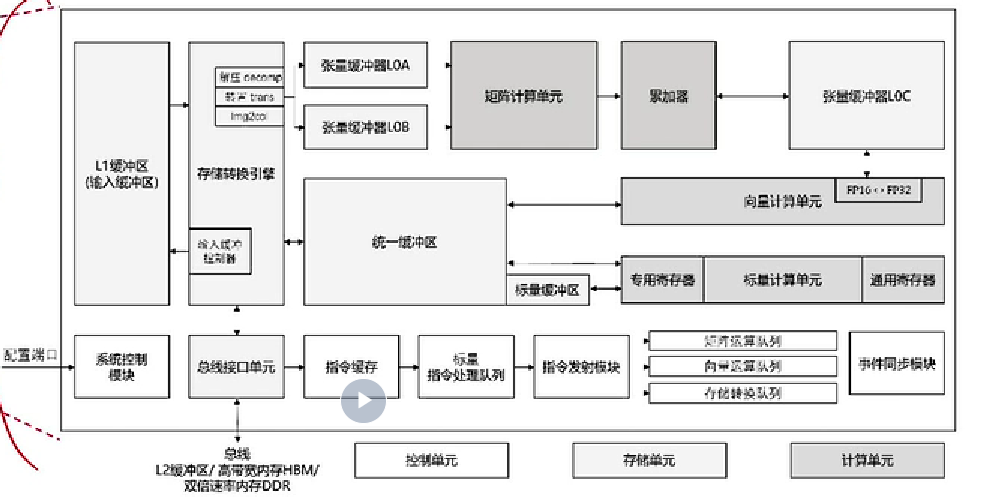 解压 decomp
转置 trans
Img2col
张量缓冲器L0A
张量缓冲器L0B
矩阵计算单元
累加器
张量缓冲器L0C
L1缓冲区
(输入缓冲区)
存储转换引擎
FP16<->FP32
向量计算单元
统一缓冲区
输入缓冲
控制器
标量缓冲区
专用寄存器
标量计算单元
通用寄存器
配置端口
系统控制
模块
总线接口单元
指令缓存
标量
指令处理队列
指令发射模块
矩阵运算队列
向量运算队列
存储转换队列
事件同步模块
总线
L2缓冲区/ 高带宽内存HBM/
双倍速率内存DDR
控制单元
存储单元
计算单元